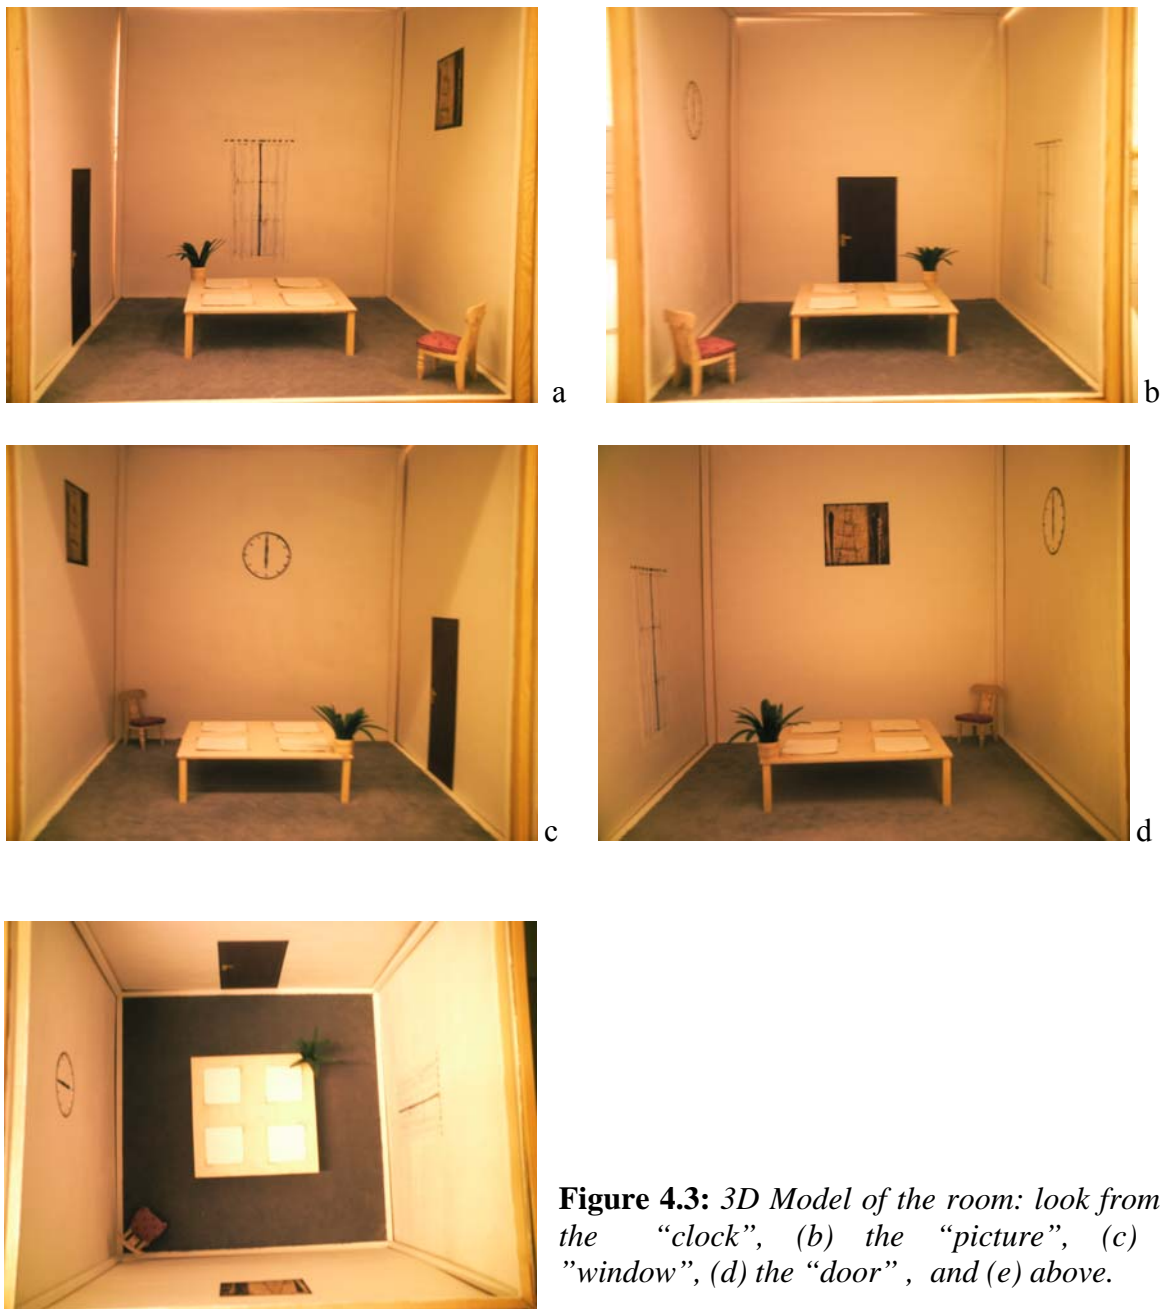 a
b
c
d
Figure 4.3: 3D Model of the room: look from
the “clock”, (b) the “picture”, (c)
”window”, (d) the “door” , and (e) above.